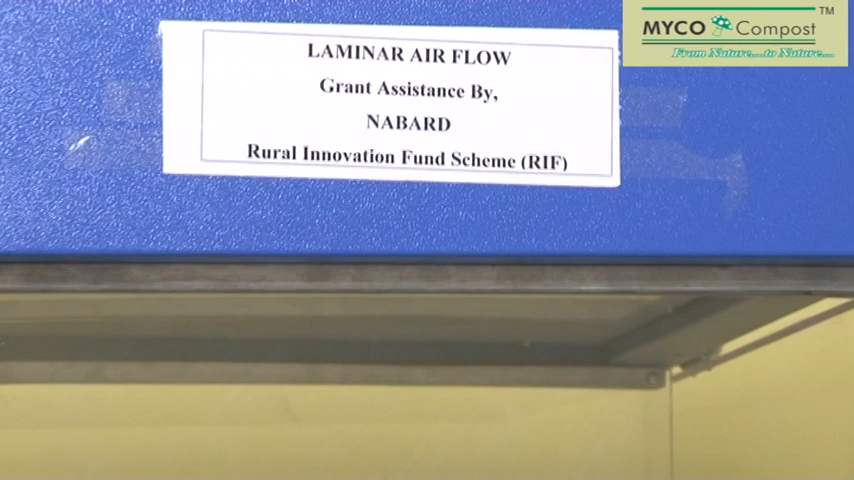 LAMINAR AIR FLOW
Grant Assistance By,
NABARD
Rural Innovation Fund Scheme (RIF)
MYCO Compost TM
From Nature....to Nature....